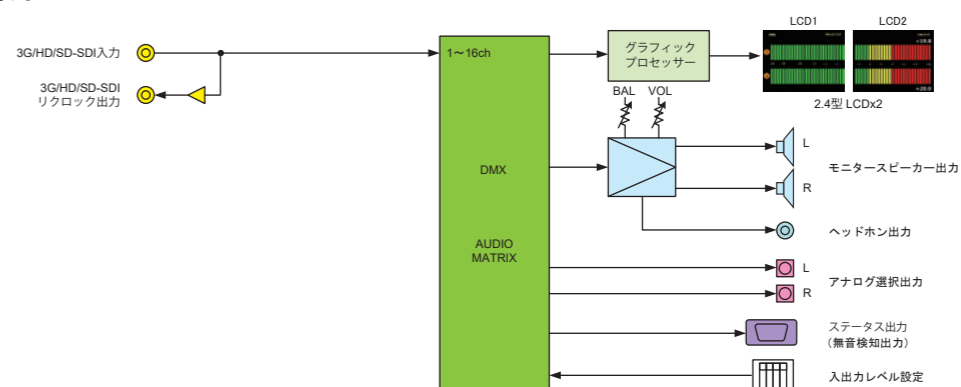 LCD1
LCD2
3G/HD/SD-SDI入力
1～16ch
グラフィック
プロセッサー
3G/HD/SD-SDI
リクロック出力
2.4型 LCDx2
BAL
VOL
L
モニタースピーカー出力
R
DMX
ヘッドホン出力
AUDIO
MATRIX
L
アナログ選択出力
R
ステータス出力
（無音検知出力）
入出力レベル設定